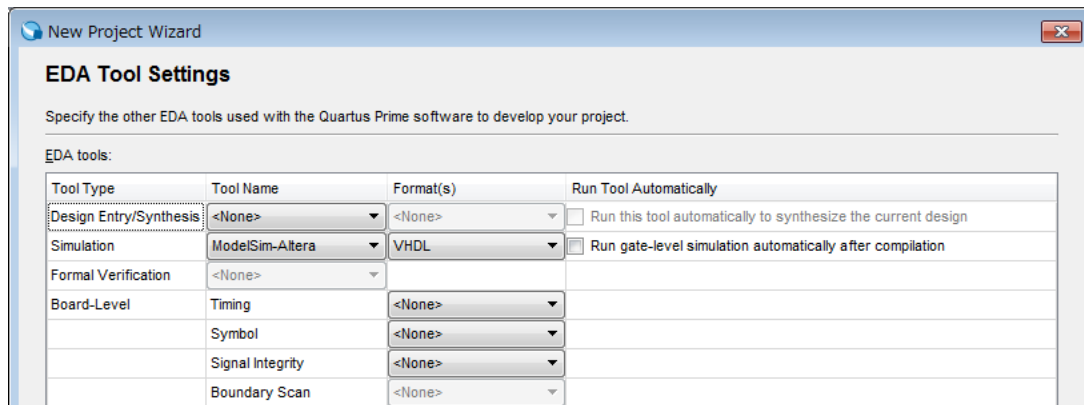 New Project Wizard
EDA Tool Settings
Specify the other EDA tools used with the Quartus Prime software to develop your project.
EDA tools:
Tool Type Tool Name Format(s) Run Tool Automatically
Design Entry/Synthesis <None> <None> Run this tool automatically to synthesize the current design
Simulation ModelSim-Altera VHDL Run gate-level simulation automatically after compilation
Formal Verification <None>
Board-Level Timing <None>
Symbol <None>
Signal Integrity <None>
Boundary Scan <None>